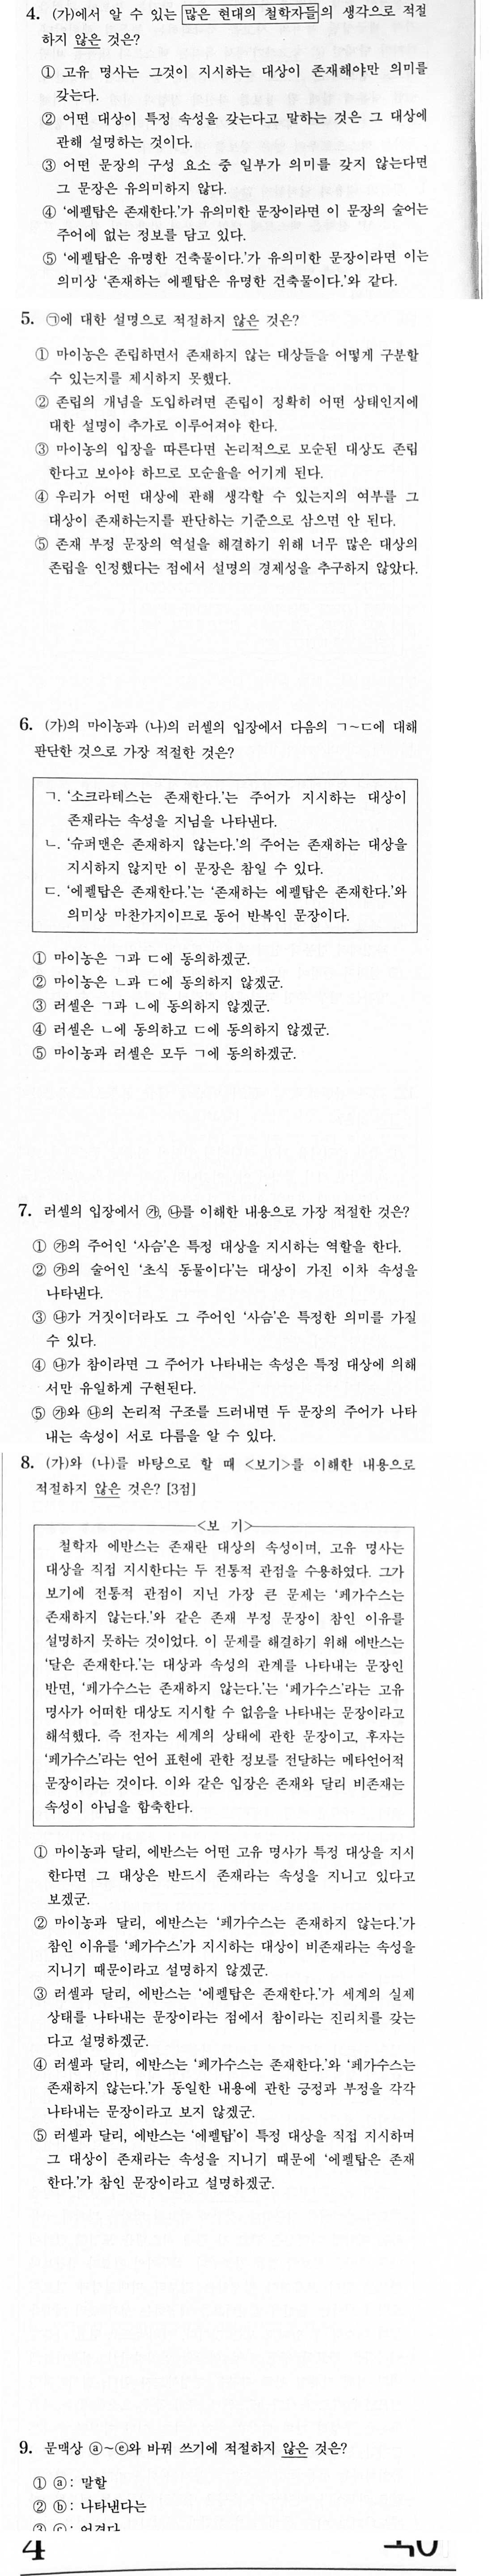 4. (가)에서 알 수 있는 많은 현대의 철학자들의 생각으로 적절
하지 않은 것은?
① 고유 명사는 그것이 지시하는 대상이 존재해야만 의미를
갖는다.
② 어떤 대상이 특정 속성을 갖는다고 말하는 것은 그 대상에
관해 설명하는 것이다.
③ 어떤 문장의 구성 요소 중 일부가 의미를 갖지 않는다면
그 문장은 유의미하지 않다.
④ ‘에펠탑은 존재한다.’가 유의미한 문장이라면 이 문장의 술어는
주어에 없는 정보를 담고 있다.
⑤ ‘에펠탑은 유명한 건축물이다.’가 유의미한 문장이라면 이는
의미상 ‘존재하는 에펠탑은 유명한 건축물이다.’와 같다.
5. ㉠에 대한 설명으로 적절하지 않은 것은?
① 마이농은 존립하면서 존재하지 않는 대상들을 어떻게 구분할
수 있는지를 제시하지 못했다.
② 존립의 개념을 도입하려면 존립이 정확히 어떤 상태인지에
대한 설명이 추가로 이루어져야 한다.
③ 마이농의 입장을 따른다면 논리적으로 모순된 대상도 존립
한다고 보아야 하므로 모순율을 어기게 된다.
④ 우리가 어떤 대상에 관해 생각할 수 있는지의 여부를 그
대상이 존재하는지를 판단하는 기준으로 삼으면 안 된다.
⑤ 존재 부정 문장의 역설을 해결하기 위해 너무 많은 대상의
존립을 인정했다는 점에서 설명의 경제성을 추구하지 않았다.
6. (가)의 마이농과 (나)의 러셀의 입장에서 다음의 ㄱ～ㄷ에 대해
판단한 것으로 가장 적절한 것은?
ㄱ. ‘소크라테스는 존재한다.’는 주어가 지시하는 대상이
존재라는 속성을 지님을 나타낸다.
ㄴ. ‘슈퍼맨은 존재하지 않는다.’의 주어는 존재하는 대상을
지시하지 않지만 이 문장은 참일 수 있다.
ㄷ. ‘에펠탑은 존재한다.’는 ‘존재하는 에펠탑은 존재한다.’와
의미상 마찬가지이므로 동어 반복인 문장이다.
① 마이농은 ㄱ과 ㄷ에 동의하겠군.
② 마이농은 ㄴ과 ㄷ에 동의하지 않겠군.
③ 러셀은 ㄱ과 ㄴ에 동의하지 않겠군.
④ 러셀은 ㄴ에 동의하고 ㄷ에 동의하지 않겠군.
⑤ 마이농과 러셀은 모두 ㄱ에 동의하겠군.
7. 러셀의 입장에서 ㉮, ㉯를 이해한 내용으로 가장 적절한 것은?
① ㉮의 주어인 ‘사슴’은 특정 대상을 지시하는 역할을 한다.
② ㉮의 술어인 ‘초식 동물이다’는 대상이 가진 이차 속성을
나타낸다.
③ ㉯가 거짓이더라도 그 주어인 ‘사슴’은 특정한 의미를 가질
수 있다.
④ ㉯가 참이라면 그 주어가 나타내는 속성은 특정 대상에 의해
서만 유일하게 구현된다.
⑤ ㉮와 ㉯의 논리적 구조를 드러내면 두 문장의 주어가 나타
내는 속성이 서로 다름을 알 수 있다.
8. (가)와 (나)를 바탕으로 할 때 <보기>를 이해한 내용으로
적절하지 않은 것은? [3점]
<보 기>
철학자 에반스는 존재란 대상의 속성이며, 고유 명사는
대상을 직접 지시한다는 두 전통적 관점을 수용하였다. 그가
보기에 전통적 관점이 지닌 가장 큰 문제는 ‘페가수스는
존재하지 않는다.’와 같은 존재 부정 문장이 참인 이유를
설명하지 못하는 것이었다. 이 문제를 해결하기 위해 에반스는
‘달은 존재한다.’는 대상과 속성의 관계를 나타내는 문장인
반면, ‘페가수스는 존재하지 않는다.’는 ‘페가수스’라는 고유
명사가 어떠한 대상도 지시할 수 없음을 나타내는 문장이라고
해석했다. 즉 전자는 세계의 상태에 관한 문장이고, 후자는
‘페가수스’라는 언어 표현에 관한 정보를 전달하는 메타언어적
문장이라는 것이다. 이와 같은 입장은 존재와 달리 비존재는
속성이 아님을 함축한다.
① 마이농과 달리, 에반스는 어떤 고유 명사가 특정 대상을 지시
한다면 그 대상은 반드시 존재라는 속성을 지니고 있다고
보겠군.
② 마이농과 달리, 에반스는 ‘페가수스는 존재하지 않는다.’가
참인 이유를 ‘페가수스’가 지시하는 대상이 비존재라는 속성을
지니기 때문이라고 설명하지 않겠군.
③ 러셀과 달리, 에반스는 ‘에펠탑은 존재한다.’가 세계의 실제
상태를 나타내는 문장이라는 점에서 참이라는 진리치를 갖는
다고 설명하겠군.
④ 러셀과 달리, 에반스는 ‘페가수스는 존재한다.’와 ‘페가수스는
존재하지 않는다.’가 동일한 내용에 관한 긍정과 부정을 각각
나타내는 문장이라고 보지 않겠군.
⑤ 러셀과 달리, 에반스는 ‘에펠탑’이 특정 대상을 직접 지시하며
그 대상이 존재라는 속성을 지니기 때문에 ‘에펠탑은 존재
한다.’가 참인 문장이라고 설명하겠군.
9. 문맥상 ⓐ～ⓔ와 바꿔 쓰기에 적절하지 않은 것은?
① ⓐ: 말할
② ⓑ: 나타낸다는
③ ⓒ: 여겼다
4